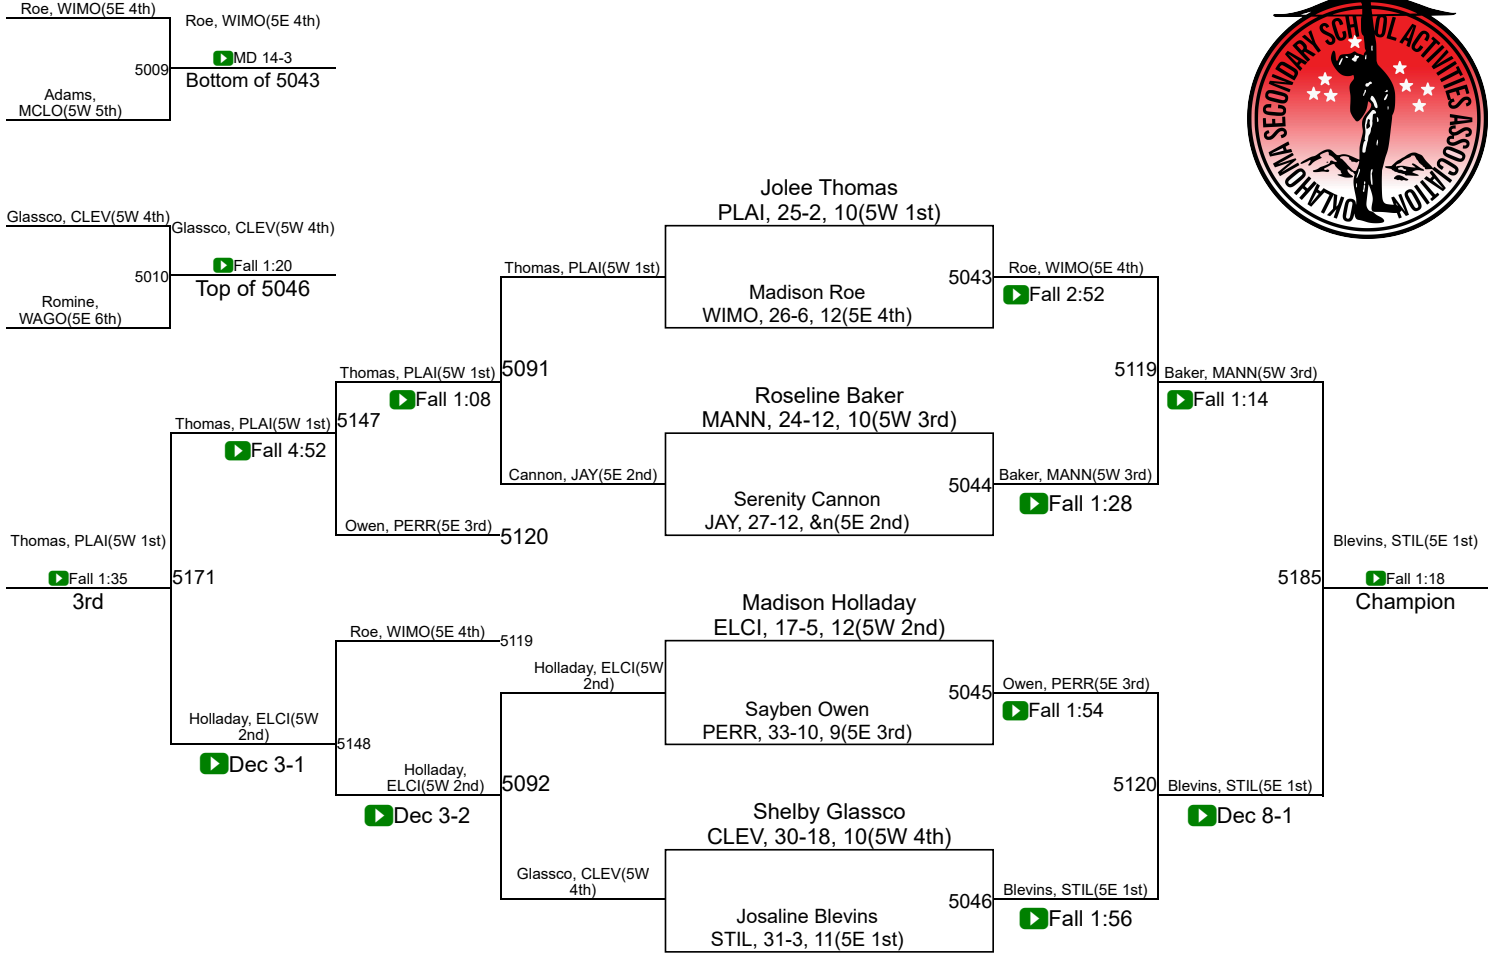 Roe, WIMO(5E 4th)
Roe, WIMO(5E 4th)
MD 14-3
5009
Bottom of 5043
Adams,
MCLO(5W 5th)
OKLAHOMA SECONDARY SCHOOL ACTIVITIES ASSOCIATION
Glassco, CLEV(5W 4th)
Glassco, CLEV(5W 4th)
Fall 1:20
5010
Top of 5046
Romine,
WAGO(5E 6th)
Jolee Thomas
PLAI, 25-2, 10(5W 1st)
Thomas, PLAI(5W 1st)
5043
Roe, WIMO(5E 4th)
Fall 2:52
Madison Roe
WIMO, 26-6, 12(5E 4th)
Thomas, PLAI(5W 1st)
5091
Fall 1:08
5119
Baker, MANN(5W 3rd)
Fall 1:14
Roseline Baker
MANN, 24-12, 10(5W 3rd)
Thomas, PLAI(5W 1st)
5147
Fall 4:52
Cannon, JAY(5E 2nd)
5044
Baker, MANN(5W 3rd)
Fall 1:28
Serenity Cannon
JAY, 27-12, &n(5E 2nd)
Owen, PERR(5E 3rd)
5120
Thomas, PLAI(5W 1st)
Fall 1:35
5171
3rd
Blevins, STIL(5E 1st)
5185
Fall 1:18
Champion
Madison Holladay
ELCI, 17-5, 12(5W 2nd)
Roe, WIMO(5E 4th)
5119
Holladay, ELCI(5W
2nd)
5045
Owen, PERR(5E 3rd)
Fall 1:54
Sayben Owen
PERR, 33-10, 9(5E 3rd)
Holladay, ELCI(5W
2nd)
5148
Dec 3-1
Holladay,
ELCI(5W 2nd)
5092
Dec 3-2
5120
Blevins, STIL(5E 1st)
Dec 8-1
Shelby Glassco
CLEV, 30-18, 10(5W 4th)
Glassco, CLEV(5W
4th)
5046
Blevins, STIL(5E 1st)
Fall 1:56
Josaline Blevins
STIL, 31-3, 11(5E 1st)